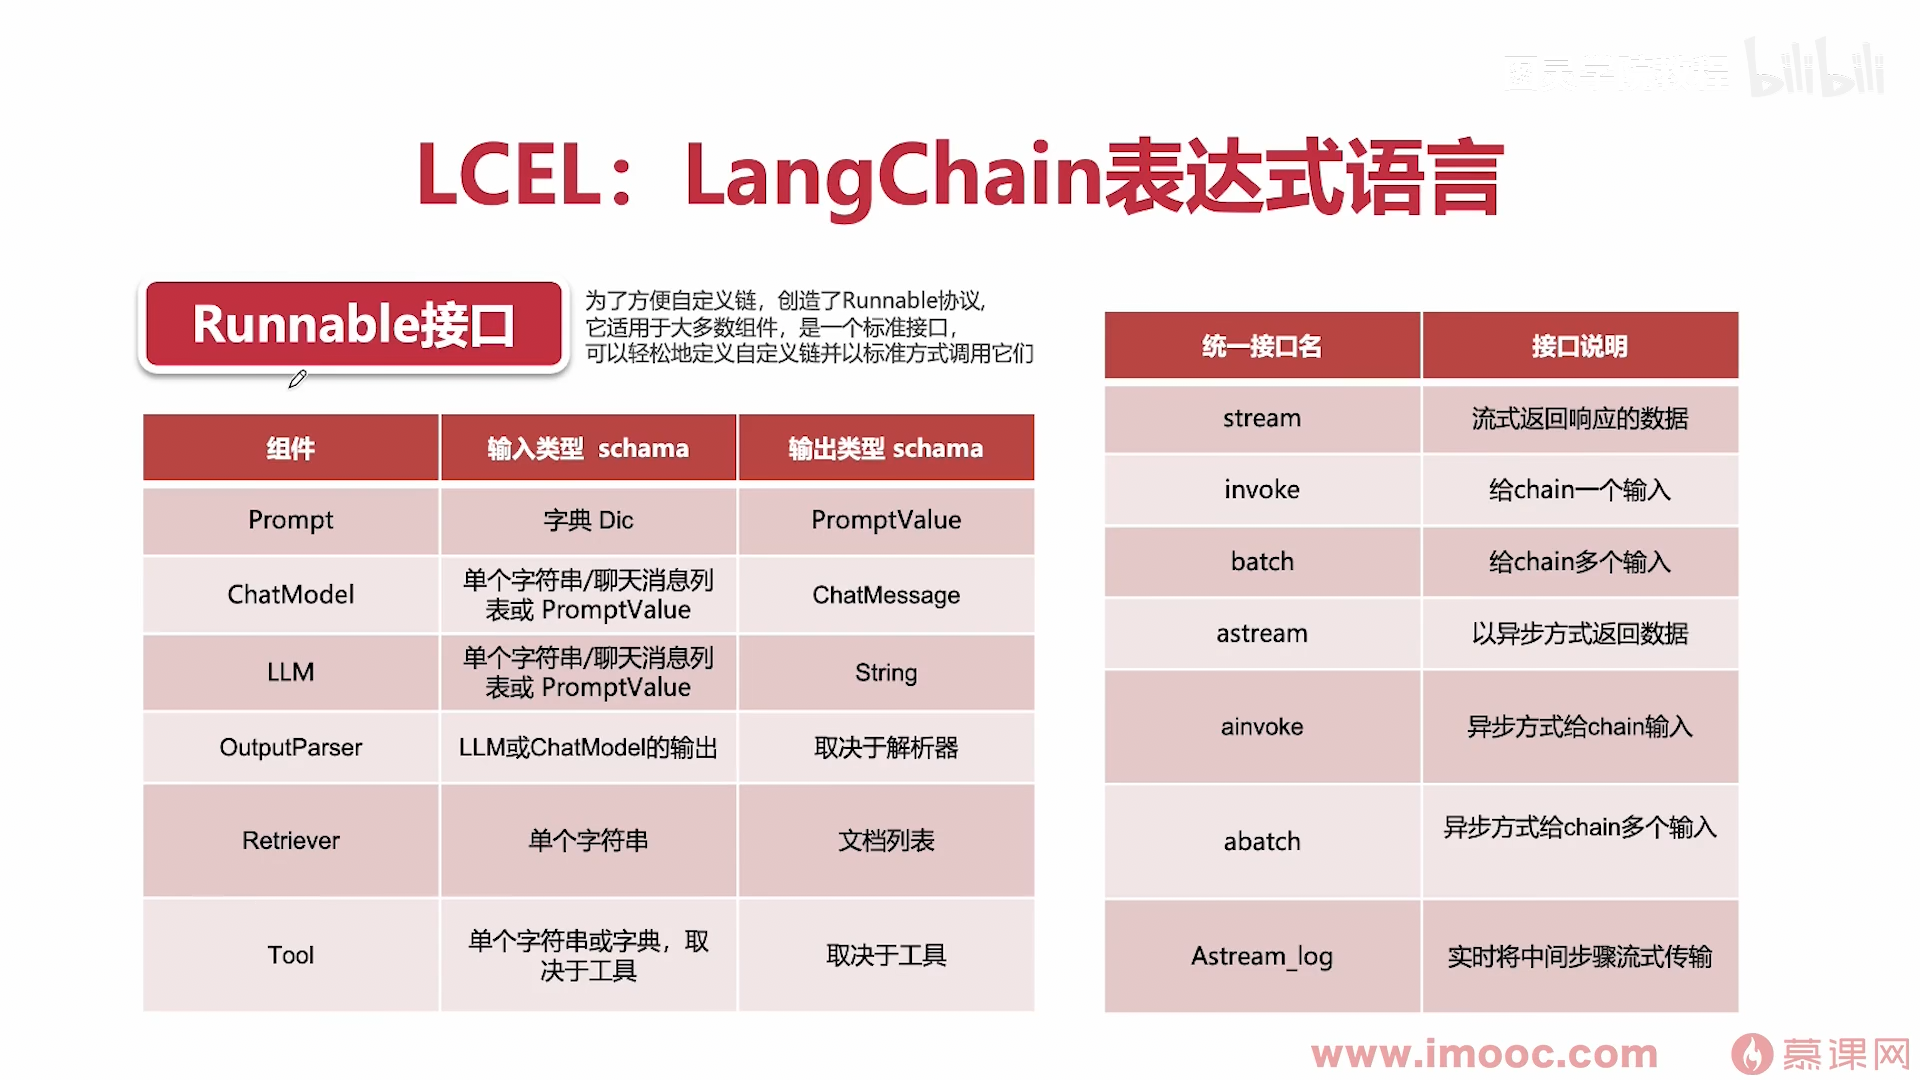 图灵学院教程 bilibili
LCEL：LangChain表达式语言
Runnable接口
为了方便自定义链，创造了Runnable协议，
它适用于大多数组件，是一个标准接口，
可以轻松地定义自定义链并以标准方式调用它们
组件 输入类型 schama 输出类型 schama
Prompt 字典 Dic PromptValue
ChatModel 单个字符串/聊天消息列
表或 PromptValue ChatMessage
LLM 单个字符串/聊天消息列
表或 PromptValue String
OutputParser LLM或ChatModel的输出 取决于解析器
Retriever 单个字符串 文档列表
Tool 单个字符串或字典，取
决于工具 取决于工具
统一接口名 接口说明
stream 流式返回响应的数据
invoke 给chain一个输入
batch 给chain多个输入
astream 以异步方式返回数据
ainvoke 异步方式给chain输入
abatch 异步方式给chain多个输入
Astream_log 实时将中间步骤流式传输
www.imooc.com 慕课网